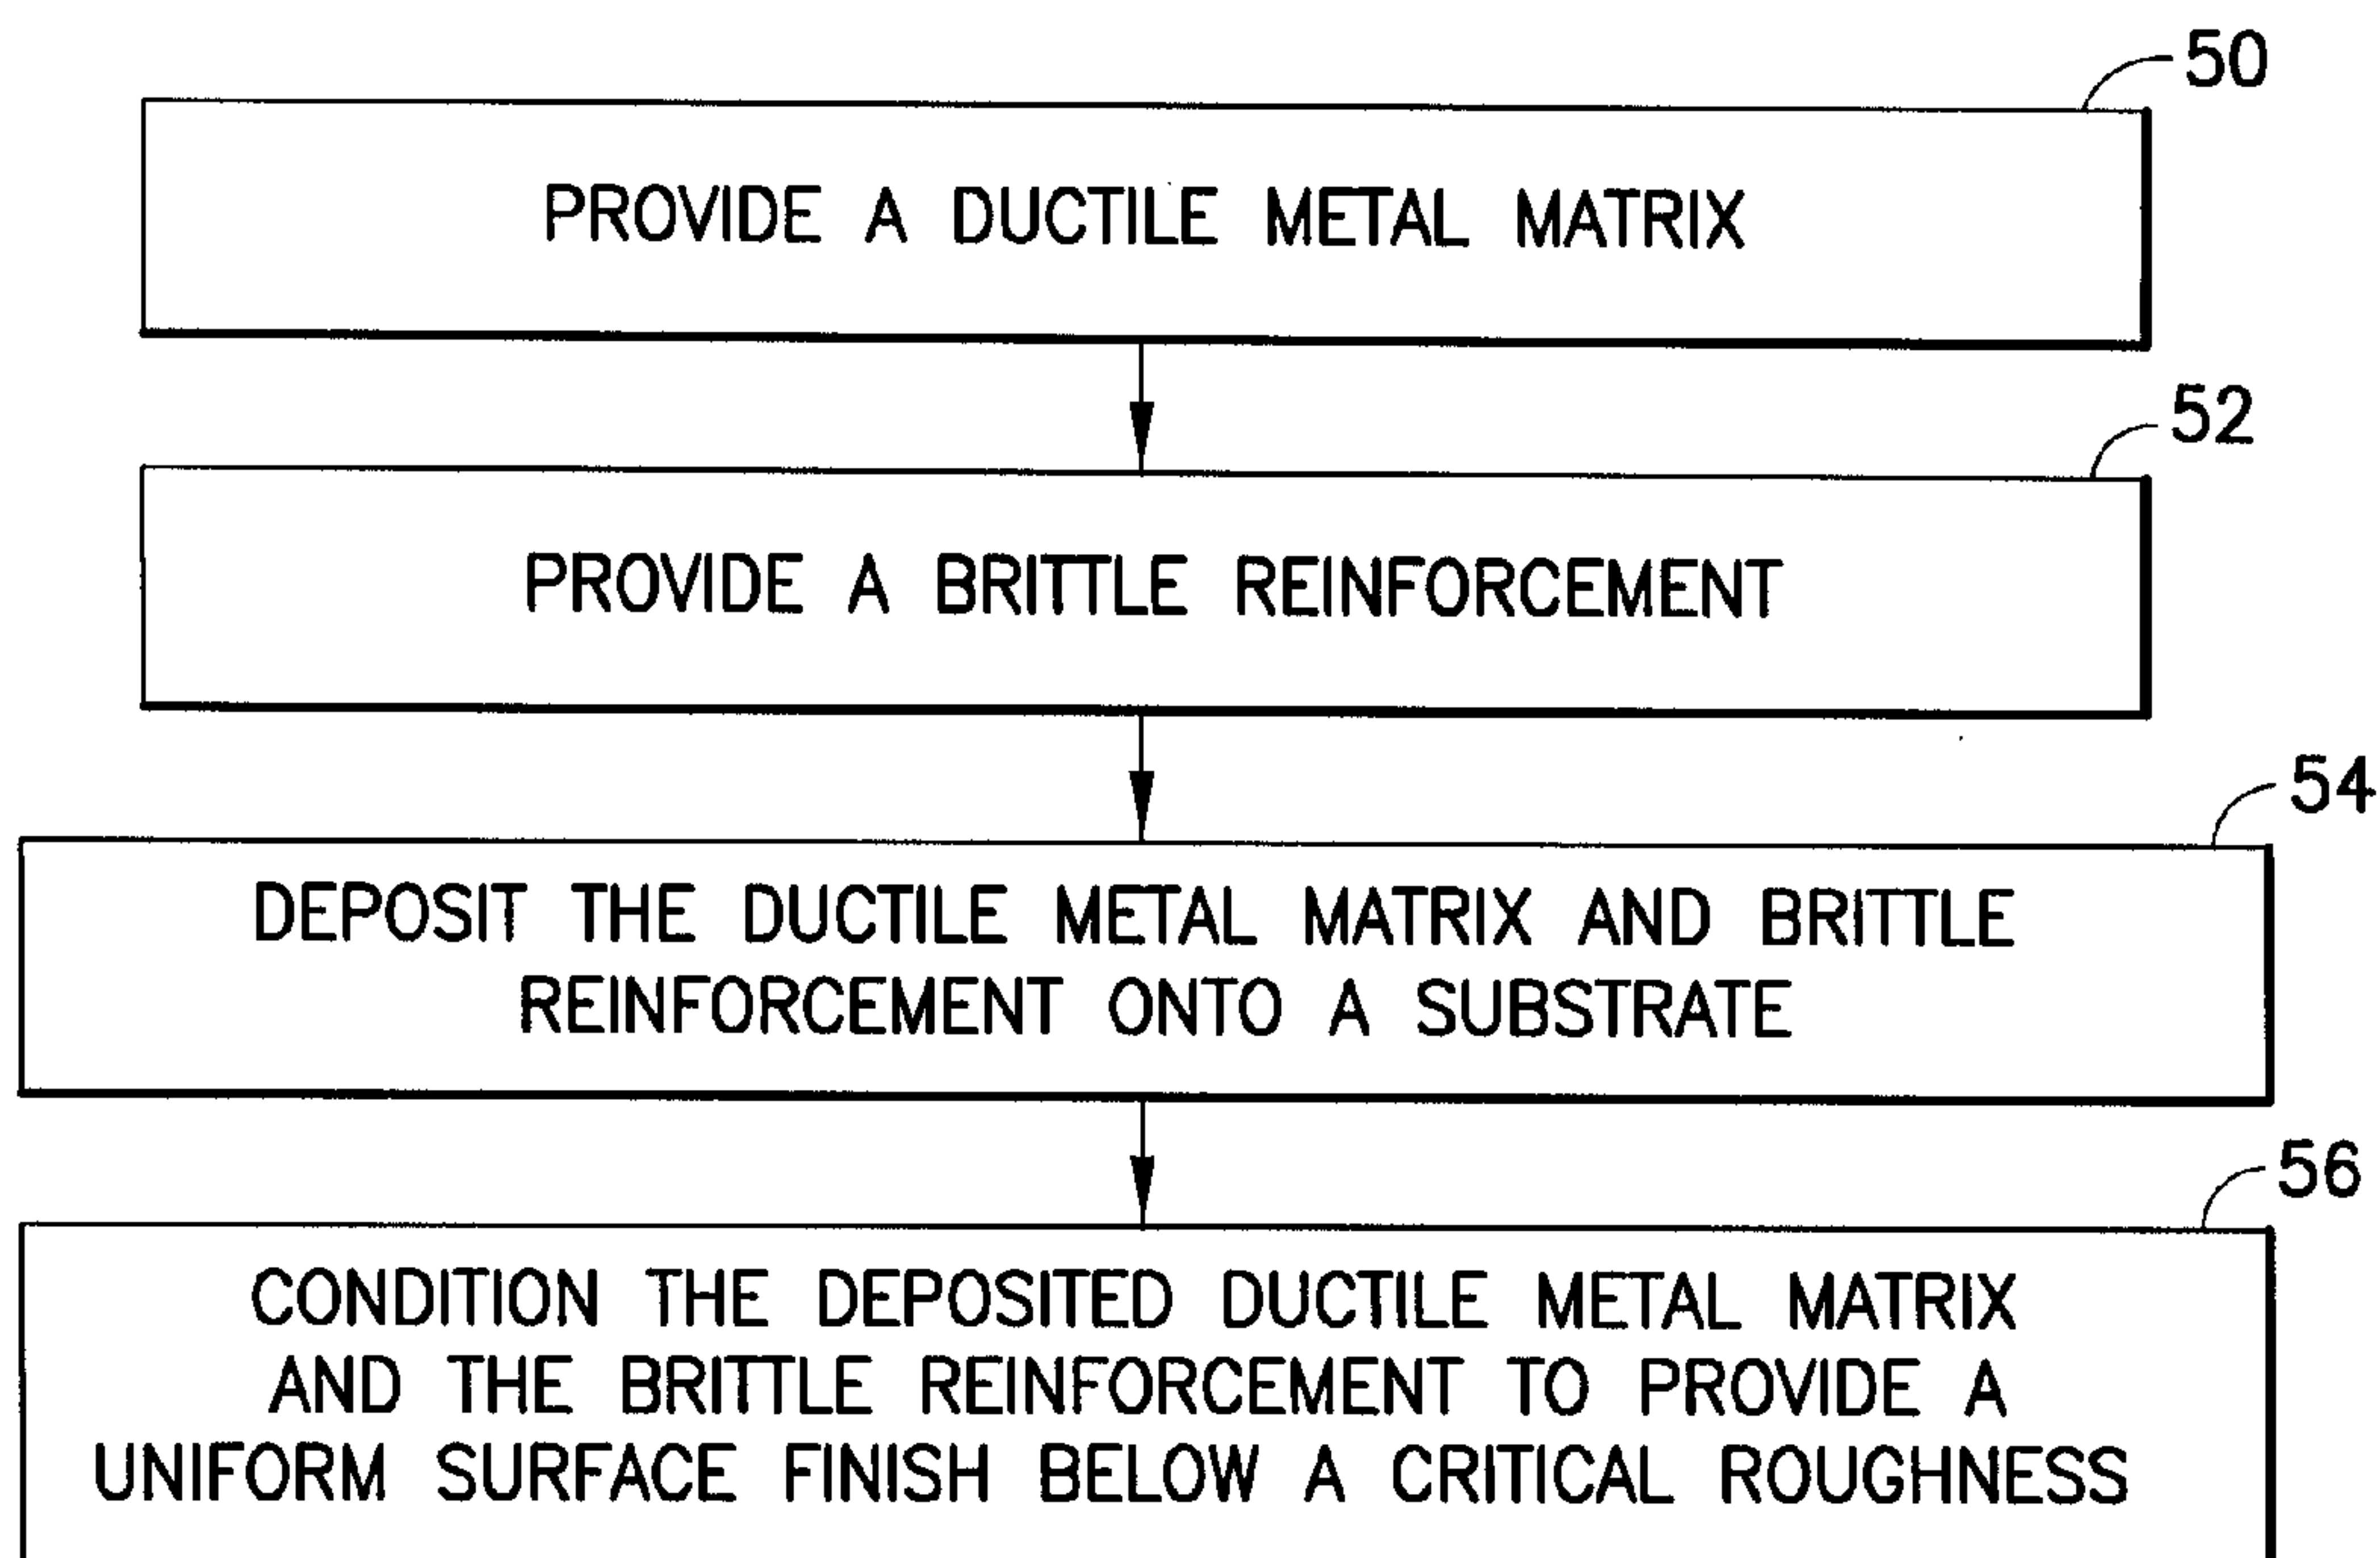 50
PROVIDE A DUCTILE METAL MATRIX
52
PROVIDE A BRITTLE REINFORCEMENT
54
DEPOSIT THE DUCTILE METAL MATRIX AND BRITTLE
REINFORCEMENT ONTO A SUBSTRATE
56
CONDITION THE DEPOSITED DUCTILE METAL MATRIX
AND THE BRITTLE REINFORCEMENT TO PROVIDE A
UNIFORM SURFACE FINISH BELOW A CRITICAL ROUGHNESS